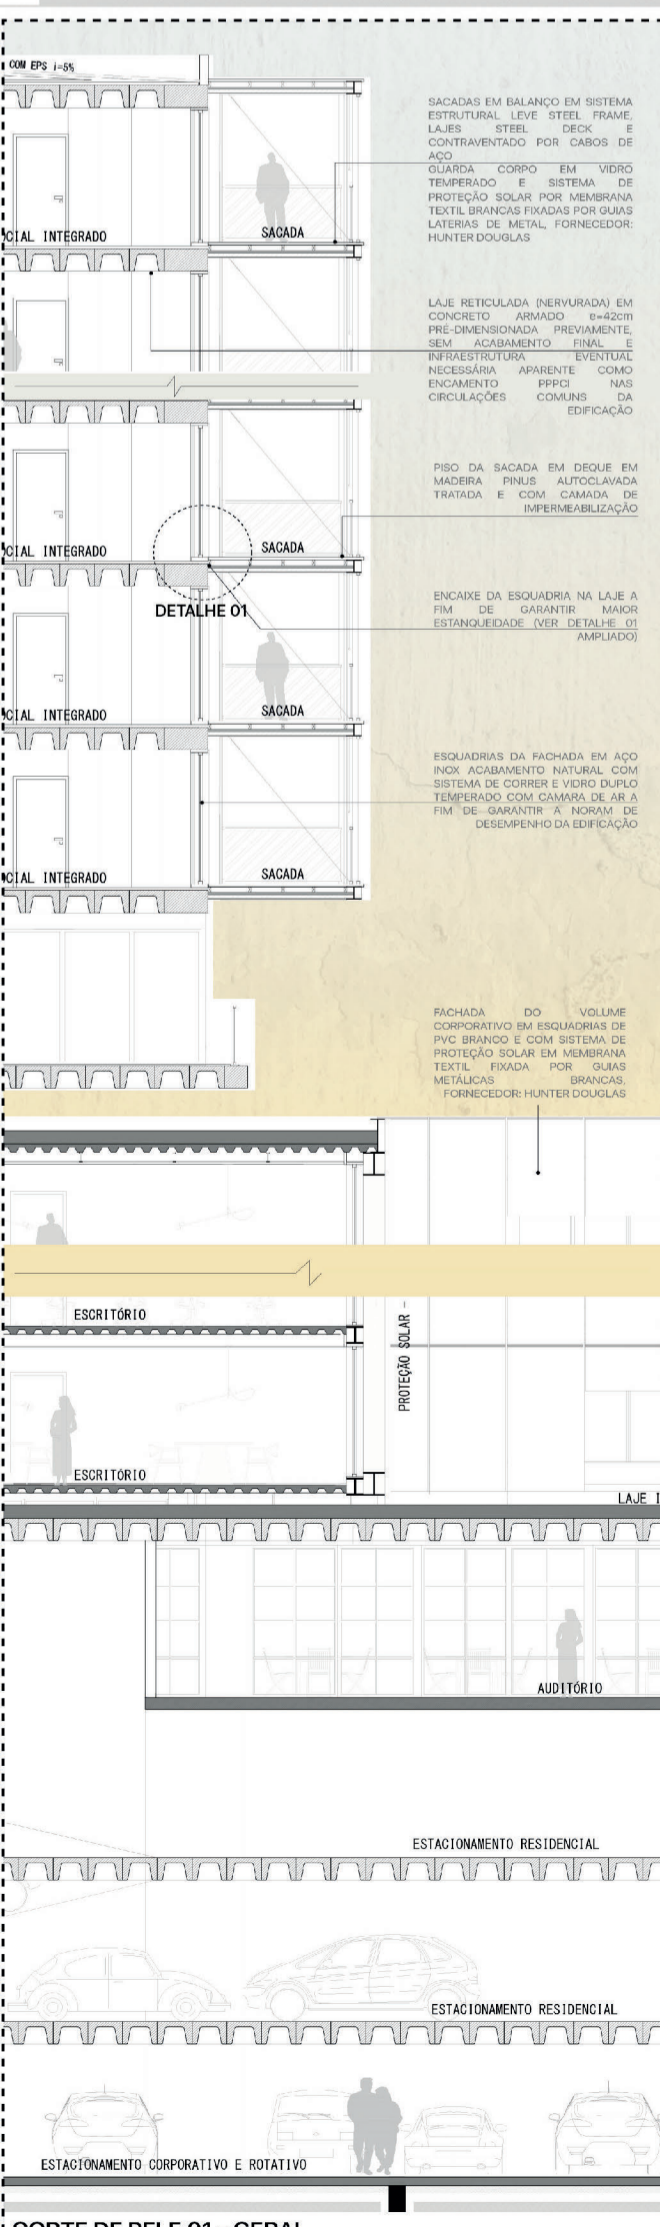 COM EPS i=5%
SACADAS EM BALANÇO EM SISTEMA
ESTRUTURAL LEVE STEEL FRAME,
LAJES STEEL DECK E
CONTRAVENTADO POR CABOS DE
AÇO
GUARDA CORPO EM VIDRO
TEMPERADO E SISTEMA DE
PROTEÇÃO SOLAR POR MEMBRANA
TEXTIL BRANCAS FIXADAS POR GUIAS
LATERIAS DE METAL, FORNECEDOR:
HUNTER DOUGLAS
CIAL INTEGRADO
SACADA
LAJE RETICULADA (NERVURADA) EM
CONCRETO ARMADO e=42cm
PRÉ-DIMENSIONADA PREVIAMENTE,
SEM ACABAMENTO FINAL E
INFRAESTRUTURA EVENTUAL
NECESSÁRIA APARENTE COMO
ENCAMENTO PPPCI NAS
CIRCULAÇÕES COMUNS DA
EDIFICAÇÃO
PISO DA SACADA EM DEQUE EM
MADEIRA PINUS AUTOCLAVADA
TRATADA E COM CAMADA DE
IMPERMEABILIZAÇÃO
CIAL INTEGRADO
SACADA
DETALHE 01
ENCAIXE DA ESQUADRIA NA LAJE A
FIM DE GARANTIR MAIOR
ESTANQUEIDADE (VER DETALHE 01
AMPLIADO)
CIAL INTEGRADO
SACADA
ESQUADRIAS DA FACHADA EM AÇO
INOX ACABAMENTO NATURAL COM
SISTEMA DE CORRER E VIDRO DUPLO
TEMPERADO COM CAMARA DE AR A
FIM DE GARANTIR A NORAM DE
DESEMPENHO DA EDIFICAÇÃO
CIAL INTEGRADO
SACADA
FACHADA DO VOLUME
CORPORATIVO EM ESQUADRIAS DE
PVC BRANCO E COM SISTEMA DE
PROTEÇÃO SOLAR EM MEMBRANA
TEXTIL FIXADA POR GUIAS
METÁLICAS BRANCAS,
FORNECEDOR: HUNTER DOUGLAS
ESCRITÓRIO
PROTEÇÃO SOLAR -
ESCRITÓRIO
LAJE I
AUDITÓRIO
ESTACIONAMENTO RESIDENCIAL
ESTACIONAMENTO RESIDENCIAL
ESTACIONAMENTO CORPORATIVO E ROTATIVO
CORTE DE PELE 01 - GERAL